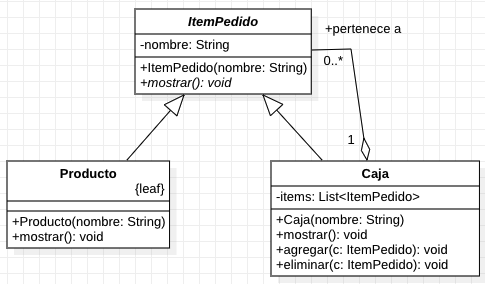 ItemPedido
-nombre: String
+ItemPedido(nombre: String)
+mostrar(): void
+pertenece a
0..*
1
Producto
{leaf}
+Producto(nombre: String)
+mostrar(): void
Caja
-items: List<ItemPedido>
+Caja(nombre: String)
+mostrar(): void
+agregar(c: ItemPedido): void
+eliminar(c: ItemPedido): void